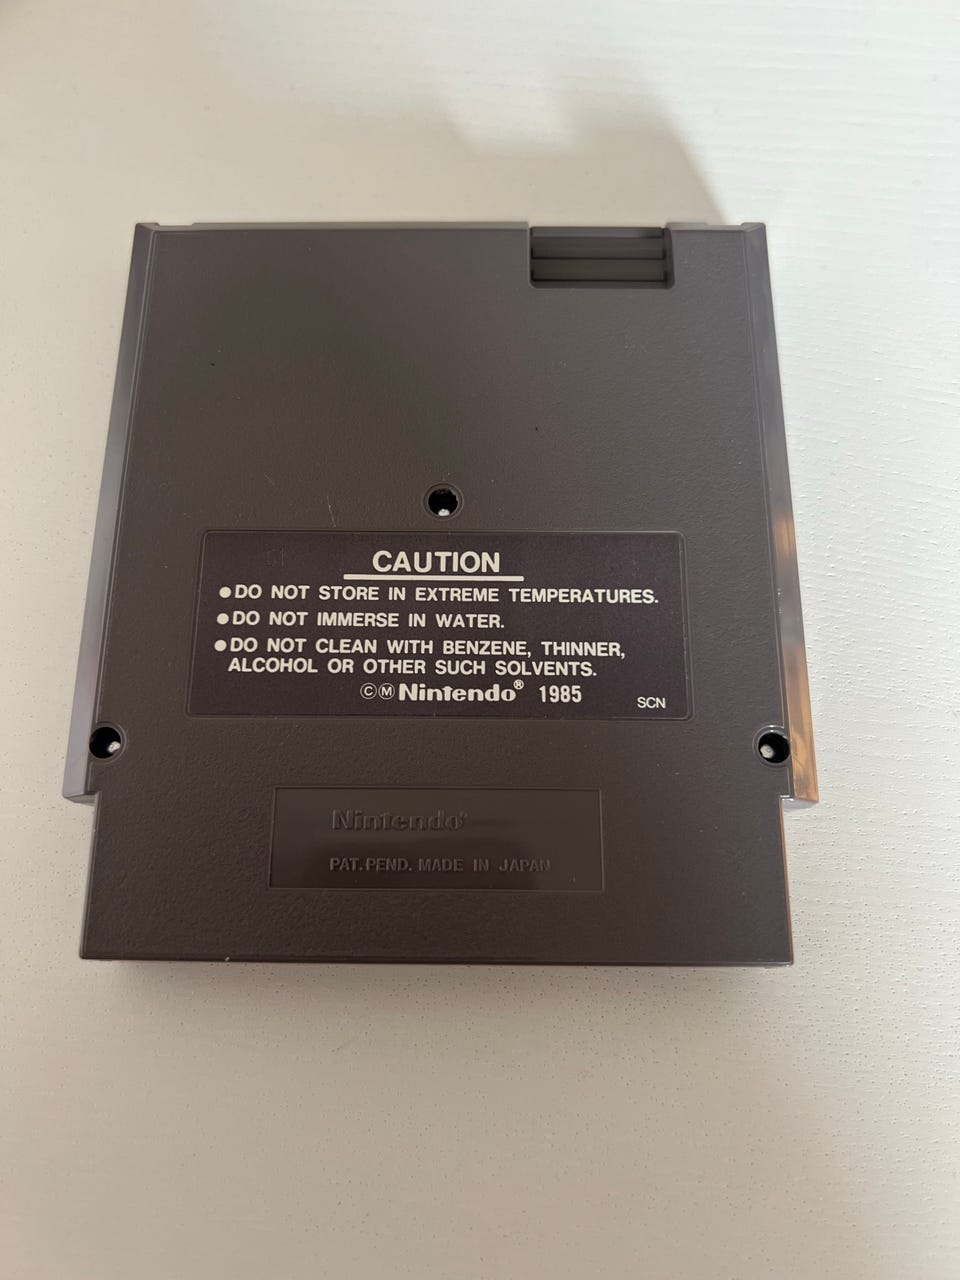 CAUTION
●DO NOT STORE IN EXTREME TEMPERATURES.
●DO NOT IMMERSE IN WATER.
●DO NOT CLEAN WITH BENZENE, THINNER,
ALCOHOL OR OTHER SUCH SOLVENTS.
ⒸⓂNintendo® 1985
SCN
Nintendo®
PAT. PEND. MADE IN JAPAN